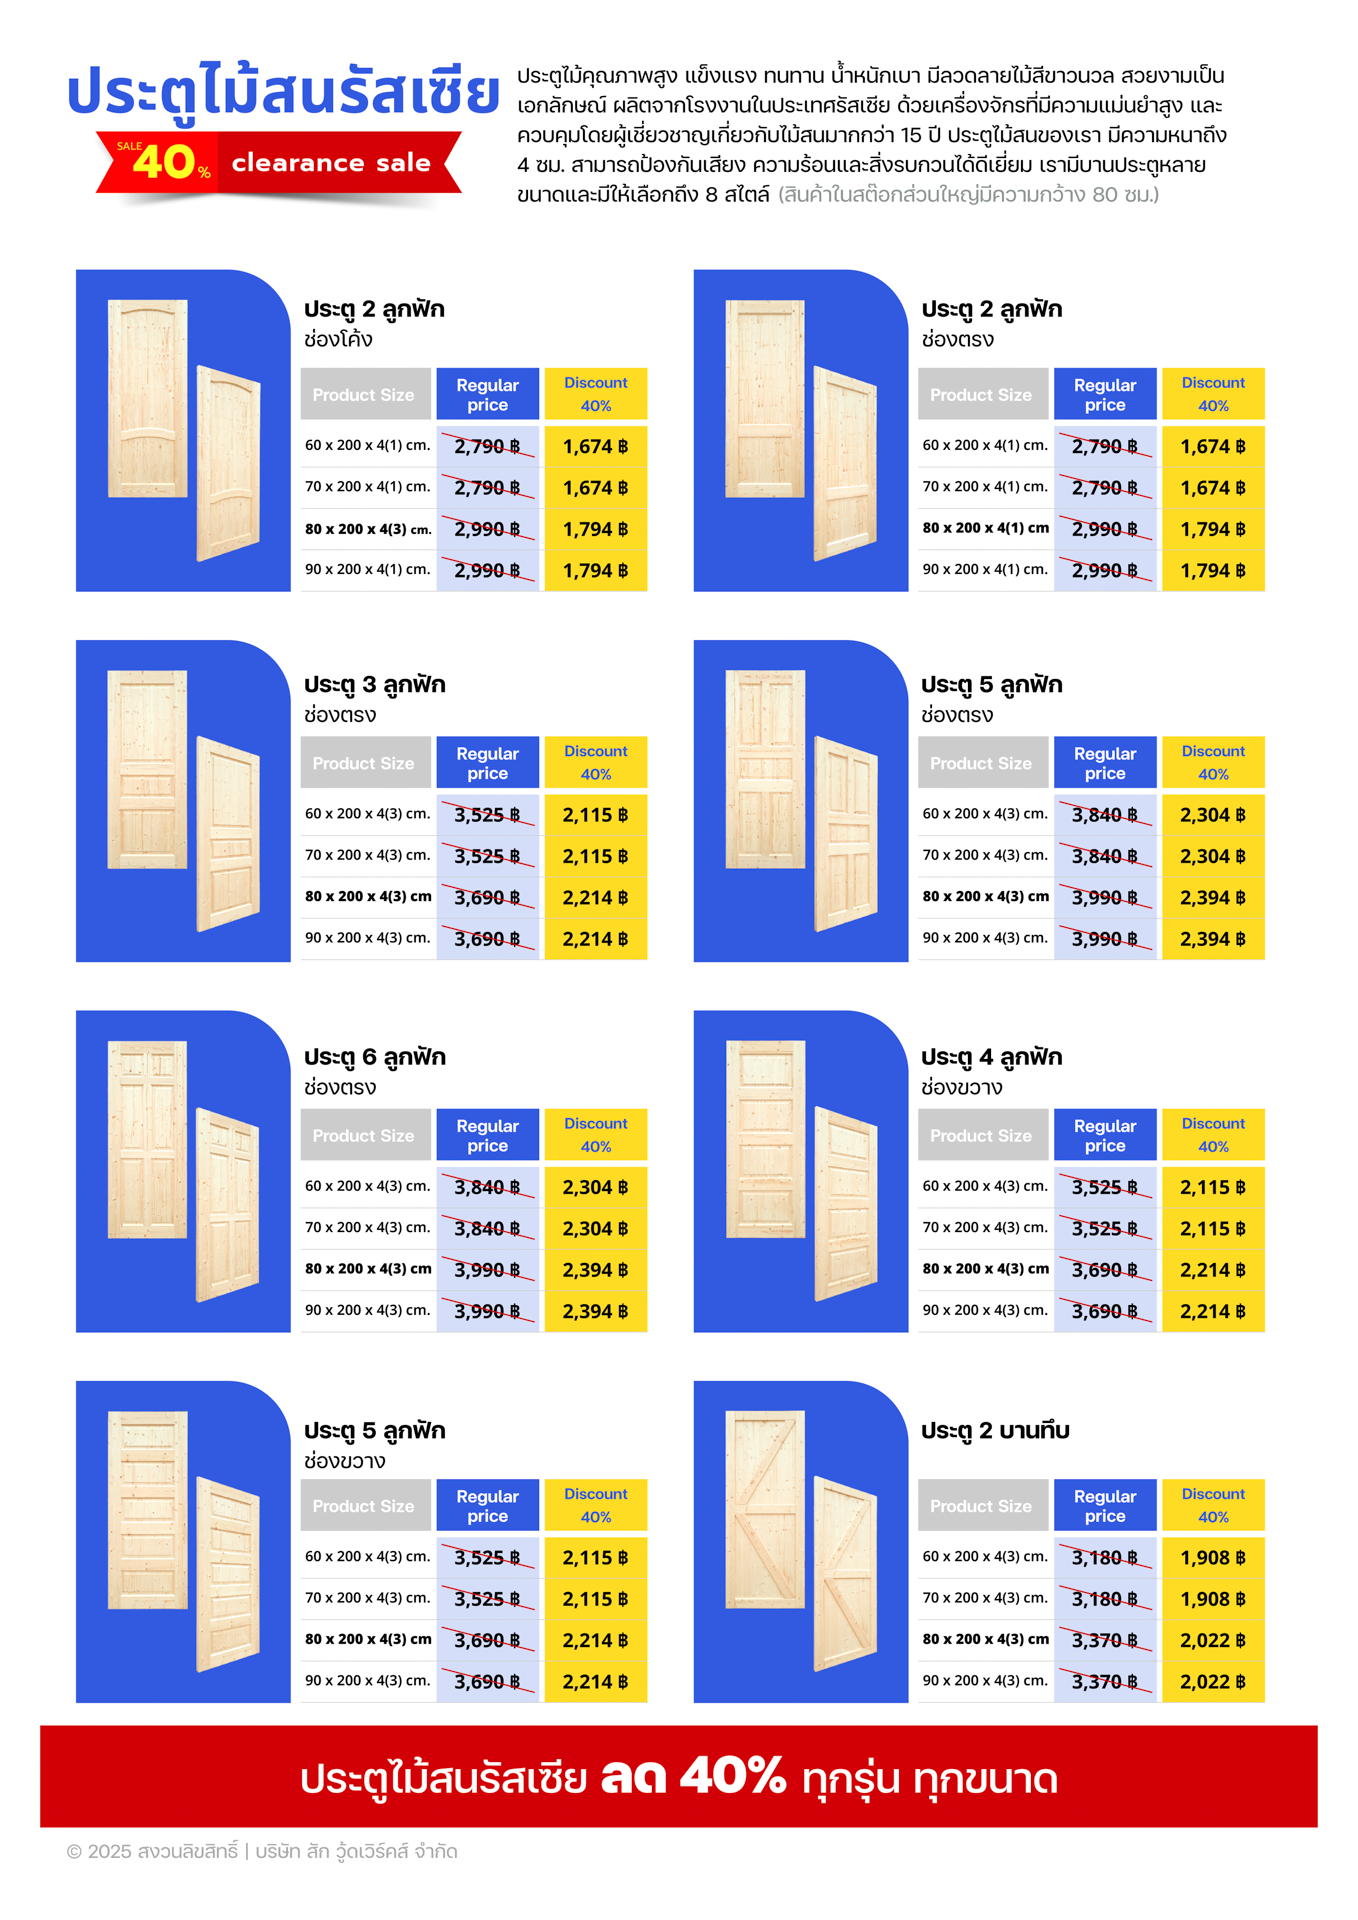 ประตูไม้สนรัสเซีย
SALE 40% clearance sale
ประตูไม้คุณภาพสูง แข็งแรง ทนทาน น้ำหนักเบา มีลวดลายไม้สีขาวนวล สวยงามเป็น
เอกลักษณ์ ผลิตจากโรงงานในประเทศรัสเซีย ด้วยเครื่องจักรที่มีความแม่นยำสูง และ
ควบคุมโดยผู้เชี่ยวชาญเกี่ยวกับไม้สนมากกว่า 15 ปี ประตูไม้สนของเรา มีความหนาถึง
4 ซม. สามารถป้องกันเสียง ความร้อนและสิ่งรบกวนได้ดีเยี่ยม เรามีบานประตูหลาย
ขนาดและมีให้เลือกถึง 8 สไตล์ (สินค้าในสต๊อกส่วนใหญ่มีความกว้าง 80 ซม.)
ประตู 2 ลูกฟัก
ช่องโค้ง
Product Size Regular price Discount 40%
60 x 200 x 4(1) cm. 2,790 ฿ 1,674 ฿
70 x 200 x 4(1) cm. 2,790 ฿ 1,674 ฿
80 x 200 x 4(3) cm. 2,990 ฿ 1,794 ฿
90 x 200 x 4(1) cm. 2,990 ฿ 1,794 ฿
ประตู 2 ลูกฟัก
ช่องตรง
Product Size Regular price Discount 40%
60 x 200 x 4(1) cm. 2,790 ฿ 1,674 ฿
70 x 200 x 4(1) cm. 2,790 ฿ 1,674 ฿
80 x 200 x 4(1) cm 2,990 ฿ 1,794 ฿
90 x 200 x 4(1) cm. 2,990 ฿ 1,794 ฿
ประตู 3 ลูกฟัก
ช่องตรง
Product Size Regular price Discount 40%
60 x 200 x 4(3) cm. 3,525 ฿ 2,115 ฿
70 x 200 x 4(3) cm. 3,525 ฿ 2,115 ฿
80 x 200 x 4(3) cm 3,690 ฿ 2,214 ฿
90 x 200 x 4(3) cm. 3,690 ฿ 2,214 ฿
ประตู 5 ลูกฟัก
ช่องตรง
Product Size Regular price Discount 40%
60 x 200 x 4(3) cm. 3,840 ฿ 2,304 ฿
70 x 200 x 4(3) cm. 3,840 ฿ 2,304 ฿
80 x 200 x 4(3) cm 3,990 ฿ 2,394 ฿
90 x 200 x 4(3) cm. 3,990 ฿ 2,394 ฿
ประตู 6 ลูกฟัก
ช่องตรง
Product Size Regular price Discount 40%
60 x 200 x 4(3) cm. 3,840 ฿ 2,304 ฿
70 x 200 x 4(3) cm. 3,840 ฿ 2,304 ฿
80 x 200 x 4(3) cm 3,990 ฿ 2,394 ฿
90 x 200 x 4(3) cm. 3,990 ฿ 2,394 ฿
ประตู 4 ลูกฟัก
ช่องขวาง
Product Size Regular price Discount 40%
60 x 200 x 4(3) cm. 3,525 ฿ 2,115 ฿
70 x 200 x 4(3) cm. 3,525 ฿ 2,115 ฿
80 x 200 x 4(3) cm 3,690 ฿ 2,214 ฿
90 x 200 x 4(3) cm. 3,690 ฿ 2,214 ฿
ประตู 5 ลูกฟัก
ช่องขวาง
Product Size Regular price Discount 40%
60 x 200 x 4(3) cm. 3,525 ฿ 2,115 ฿
70 x 200 x 4(3) cm. 3,525 ฿ 2,115 ฿
80 x 200 x 4(3) cm 3,690 ฿ 2,214 ฿
90 x 200 x 4(3) cm. 3,690 ฿ 2,214 ฿
ประตู 2 บานทึบ
Product Size Regular price Discount 40%
60 x 200 x 4(3) cm. 3,180 ฿ 1,908 ฿
70 x 200 x 4(3) cm. 3,180 ฿ 1,908 ฿
80 x 200 x 4(3) cm 3,370 ฿ 2,022 ฿
90 x 200 x 4(3) cm. 3,370 ฿ 2,022 ฿
ประตูไม้สนรัสเซีย ลด 40% ทุกรุ่น ทุกขนาด
© 2025 สงวนลิขสิทธิ์ | บริษัท สัก วู้ดเวิร์คส์ จำกัด